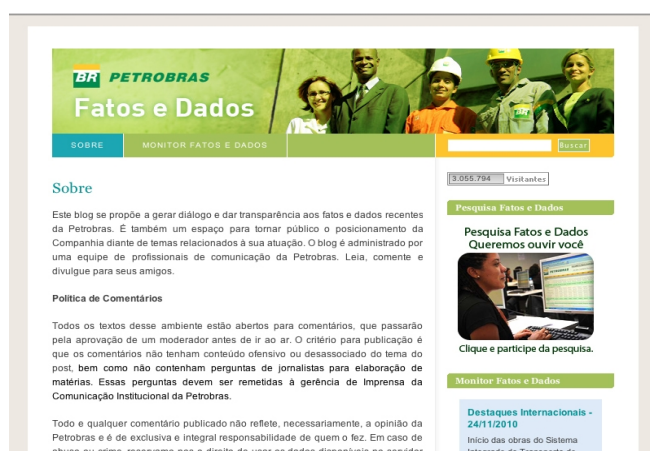 BR PETROBRAS
Fatos e Dados
SOBRE
MONITOR FATOS E DADOS
Buscar
Sobre
Este blog se propõe a gerar diálogo e dar transparência aos fatos e dados recentes
da Petrobras. É também um espaço para tornar público o posicionamento da
Companhia diante de temas relacionados à sua atuação. O blog é administrado por
uma equipe de profissionais de comunicação da Petrobras. Leia, comente e
divulgue para seus amigos.
Política de Comentários
Todos os textos desse ambiente estão abertos para comentários, que passarão
pela aprovação de um moderador antes de ir ao ar. O critério para publicação é
que os comentários não tenham conteúdo ofensivo ou desassociado do tema do
post, bem como não contenham perguntas de jornalistas para elaboração de
matérias. Essas perguntas devem ser remetidas à gerência de Imprensa da
Comunicação Institucional da Petrobras.
Todo e qualquer comentário publicado não reflete, necessariamente, a opinião da
Petrobras e é de exclusiva e integral responsabilidade de quem o fez. Em caso de
3.055.794 Visitantes
Pesquisa Fatos e Dados
Pesquisa Fatos e Dados
Queremos ouvir você
Clique e participe da pesquisa.
Monitor Fatos e Dados
Destaques Internacionais -
24/11/2010
Início das obras do Sistema